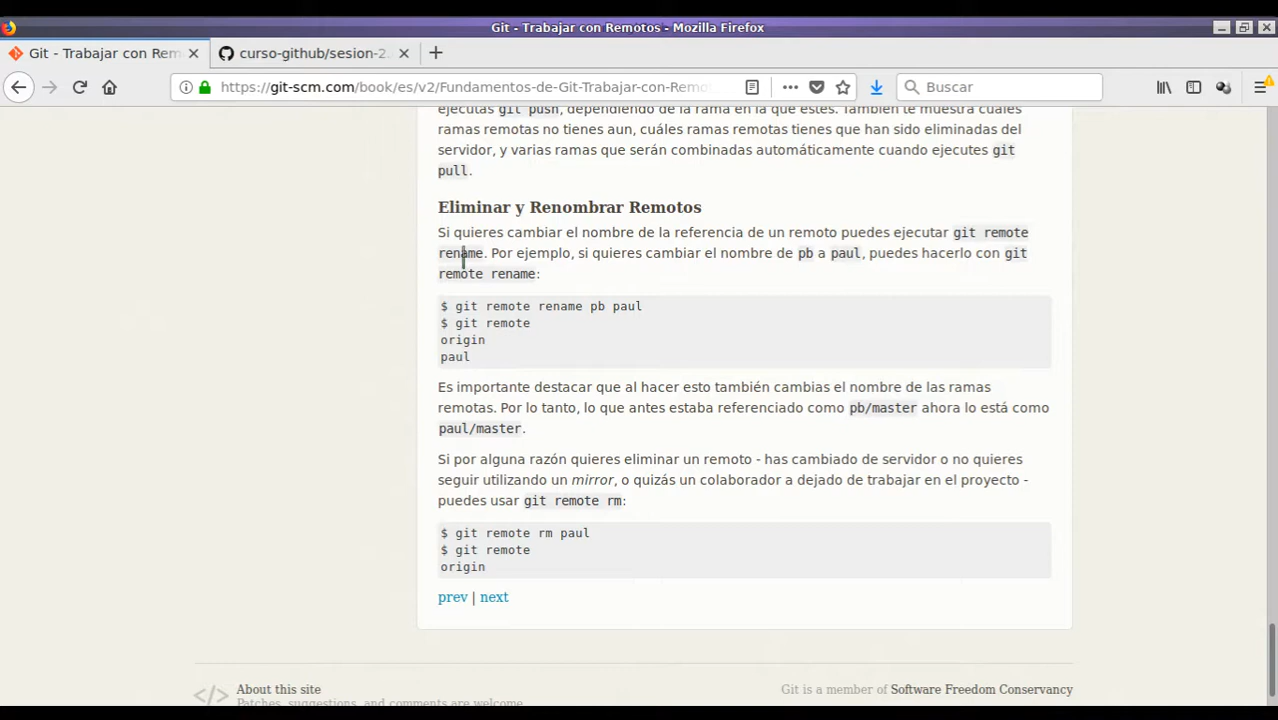 Git - Trabajar con Remotos - Mozilla Firefox
Git - Trabajar con Rem
curso-github/sesion-2.
https://git-scm.com/book/es/v2/Fundamentos-de-Git-Trabajar-con-Remot
Buscar
ejecutas git push, dependiendo de la rama en la que estés. También te muestra cuáles
ramas remotas no tienes aun, cuáles ramas remotas tienes que han sido eliminadas del
servidor, y varias ramas que serán combinadas automáticamente cuando ejecutes git
pull.
Eliminar y Renombrar Remotos
Si quieres cambiar el nombre de la referencia de un remoto puedes ejecutar git remote
rename. Por ejemplo, si quieres cambiar el nombre de pb a paul, puedes hacerlo con git
remote rename:
$ git remote rename pb paul
$ git remote
origin
paul
Es importante destacar que al hacer esto también cambias el nombre de las ramas
remotas. Por lo tanto, lo que antes estaba referenciado como pb/master ahora lo está como
paul/master.
Si por alguna razón quieres eliminar un remoto - has cambiado de servidor o no quieres
seguir utilizando un mirror, o quizás un colaborador a dejado de trabajar en el proyecto -
puedes usar git remote rm:
$ git remote rm paul
$ git remote
origin
prev | next
About this site
Git is a member of Software Freedom Conservancy
Patches, suggestions, and comments are welcome.